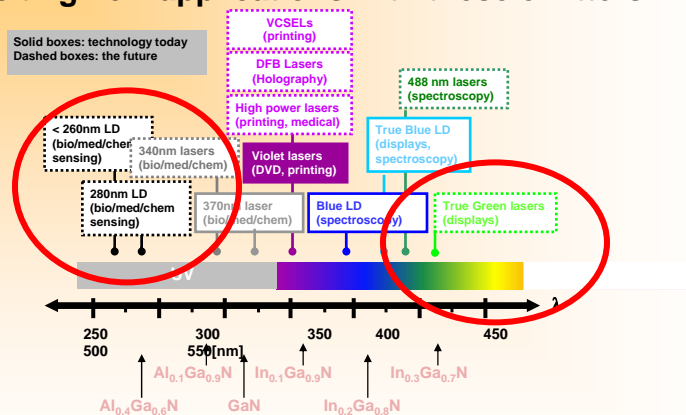 Solid boxes: technology today
Dashed boxes: the future
VCSELs
(printing)
DFB Lasers
(Holography)
High power lasers
(printing, medical)
488 nm lasers
(spectroscopy)
< 260nm LD
(bio/med/chem
sensing)
340nm lasers
(bio/med/chem)
Violet lasers
(DVD, printing)
True Blue LD
(displays,
spectroscopy)
280nm LD
(bio/med/chem
sensing)
370nm laser
(bio/med/chem)
Blue LD
(spectroscopy)
True Green lasers
(displays)
UV
λ
250 300 350 400 450
500 550[nm]
Al0.1Ga0.9N In0.1Ga0.9N In0.3Ga0.7N
Al0.4Ga0.6N GaN In0.2Ga0.8N